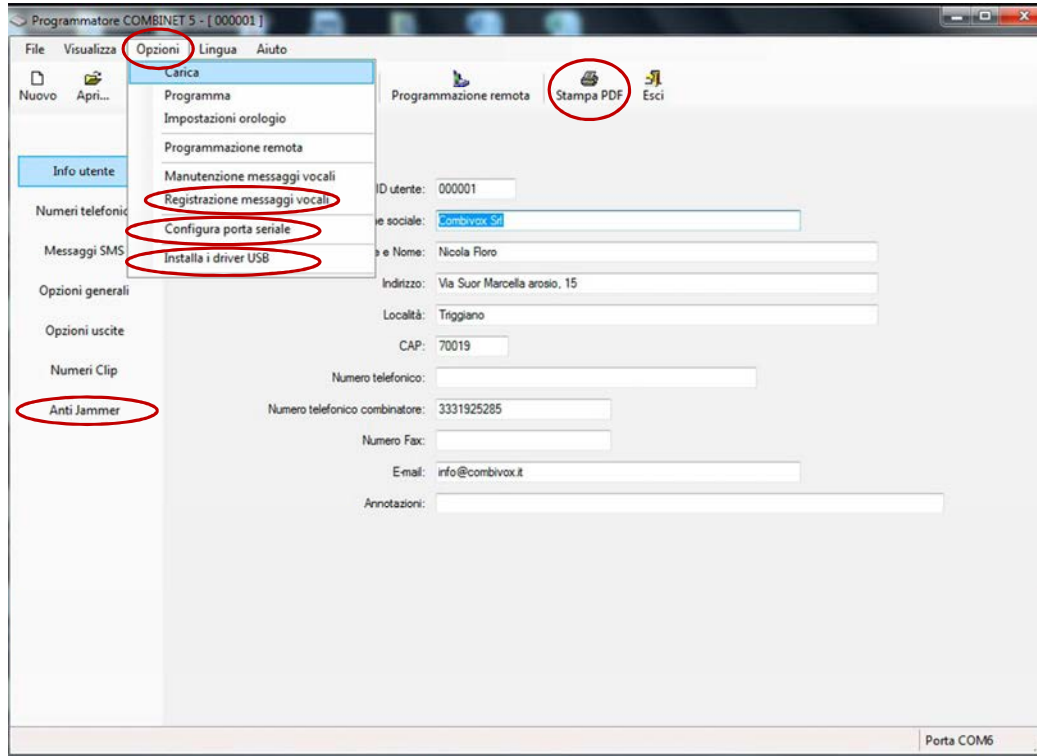 Programmatore COMBINET 5 - [ 000001 ]
File Visualizza Opzioni Lingua Aiuto
Nuovo Apri... Programmazione remota Stampa PDF Esci
Carica
Programma
Impostazioni orologio
Programmazione remota
Manutenzione messaggi vocali
Registrazione messaggi vocali
Configura porta seriale
Installa i driver USB
Info utente
Numeri telefonic
Messaggi SMS
Opzioni generali
Opzioni uscite
Numeri Clip
Anti Jammer
ID utente: 000001
e sociale: Combivox Srl
e Nome: Nicola Floro
Indirizzo: Via Suor Marcella arosio, 15
Località: Triggiano
CAP: 70019
Numero telefonico:
Numero telefonico combinatore: 3331925285
Numero Fax:
E-mail: info@combivox.it
Annotazioni:
Porta COM6